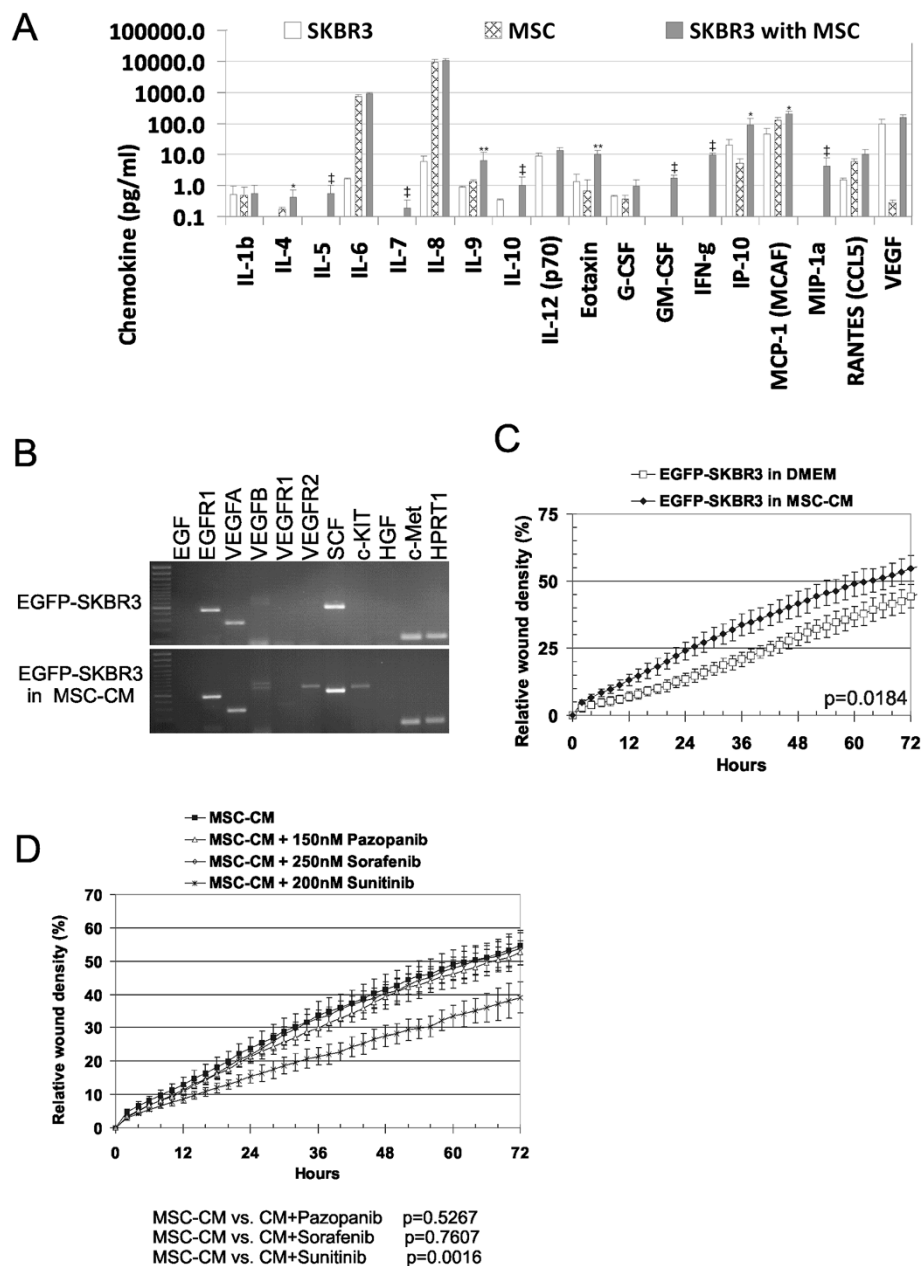 A
SKBR3 MSC SKBR3 with MSC
Chemokine (pg/ml)
100000.0
10000.0
1000.0
100.0
10.0
1.0
0.1
* ‡ ‡ ** ‡ ** ‡ ‡ * * ‡
IL-1b IL-4 IL-5 IL-6 IL-7 IL-8 IL-9 IL-10 IL-12 (p70) Eotaxin G-CSF GM-CSF IFN-g IP-10 MCP-1 (MCAF) MIP-1a RANTES (CCL5) VEGF
B
EGF EGFR1 VEGFA VEGFB VEGFR1 VEGFR2 SCF c-KIT HGF c-Met HPRT1
EGFP-SKBR3
EGFP-SKBR3
in MSC-CM
C
EGFP-SKBR3 in DMEM
EGFP-SKBR3 in MSC-CM
Relative wound density (%)
75
50
25
0
p=0.0184
0 12 24 36 48 60 72
Hours
D
MSC-CM
MSC-CM + 150nM Pazopanib
MSC-CM + 250nM Sorafenib
MSC-CM + 200nM Sunitinib
Relative wound density (%)
70
60
50
40
30
20
10
0
0 12 24 36 48 60 72
Hours
MSC-CM vs. CM+Pazopanib p=0.5267
MSC-CM vs. CM+Sorafenib p=0.7607
MSC-CM vs. CM+Sunitinib p=0.0016